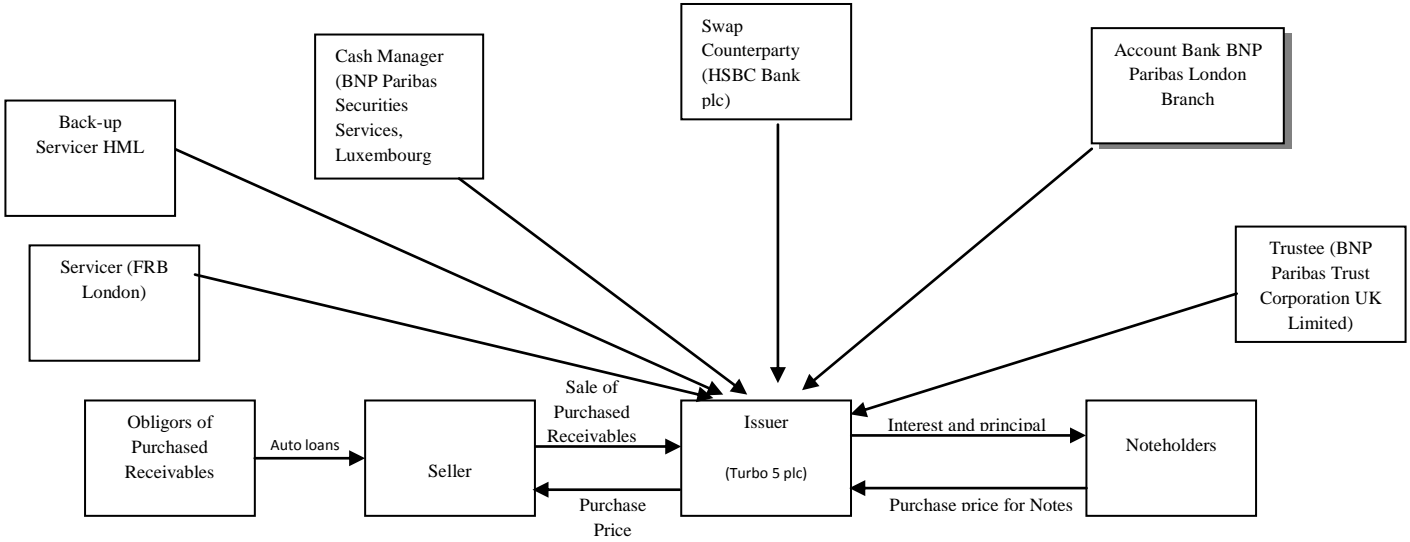 Back-up
Servicer HML
Cash Manager
(BNP Paribas
Securities
Services,
Luxembourg
Swap
Counterparty
(HSBC Bank
plc)
Account Bank BNP
Paribas London
Branch
Servicer (FRB
London)
Trustee (BNP
Paribas Trust
Corporation UK
Limited)
Obligors of
Purchased
Receivables
Auto loans
Seller
Sale of
Purchased
Receivables
Purchase
Price
Issuer
(Turbo 5 plc)
Interest and principal
Purchase price for Notes
Noteholders